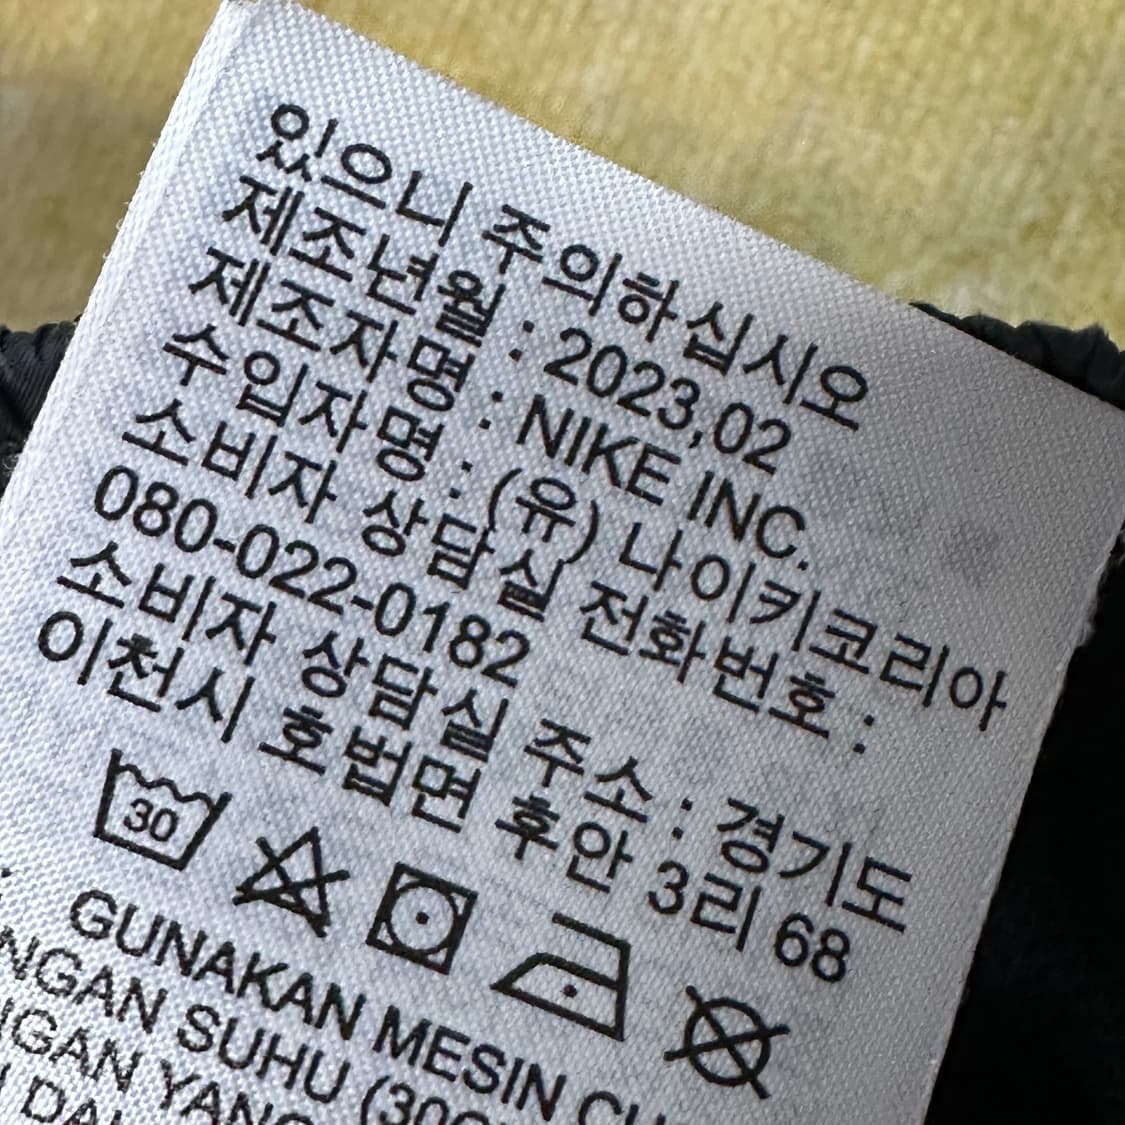 있으니 주의하십시오
제조년월 : 2023,02
제조자명 : NIKE INC.
수입자명 : (유) 나이키코리아
소비자 상담실 전화번호 :
080-022-0182
소비자 상담실 주소 : 경기도
이천시 호법면 후안 3리 68
30
GUNAKAN MESIN
SUHU
YANG